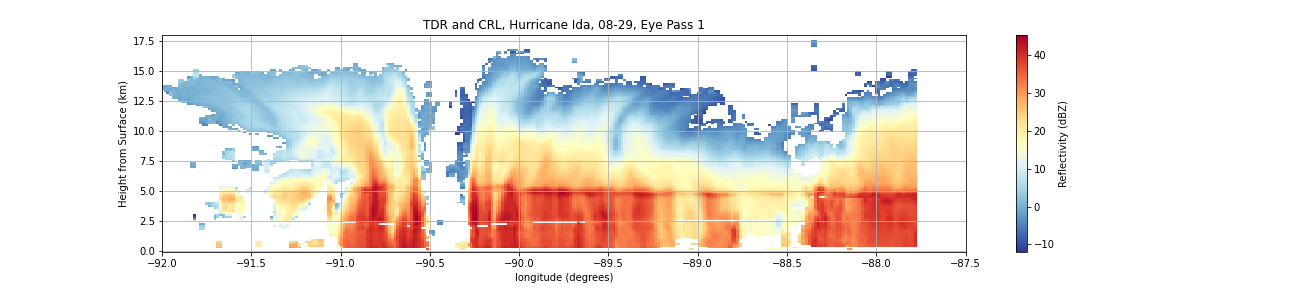 TDR and CRL, Hurricane Ida, 08-29, Eye Pass 1
Height from Surface (km)
17.5
15.0
12.5
10.0
7.5
5.0
2.5
0.0
−92.0 −91.5 −91.0 −90.5 −90.0 −89.5 −89.0 −88.5 −88.0 −87.5
longitude (degrees)
40
30
20
10
0
−10
Reflectivity (dBZ)